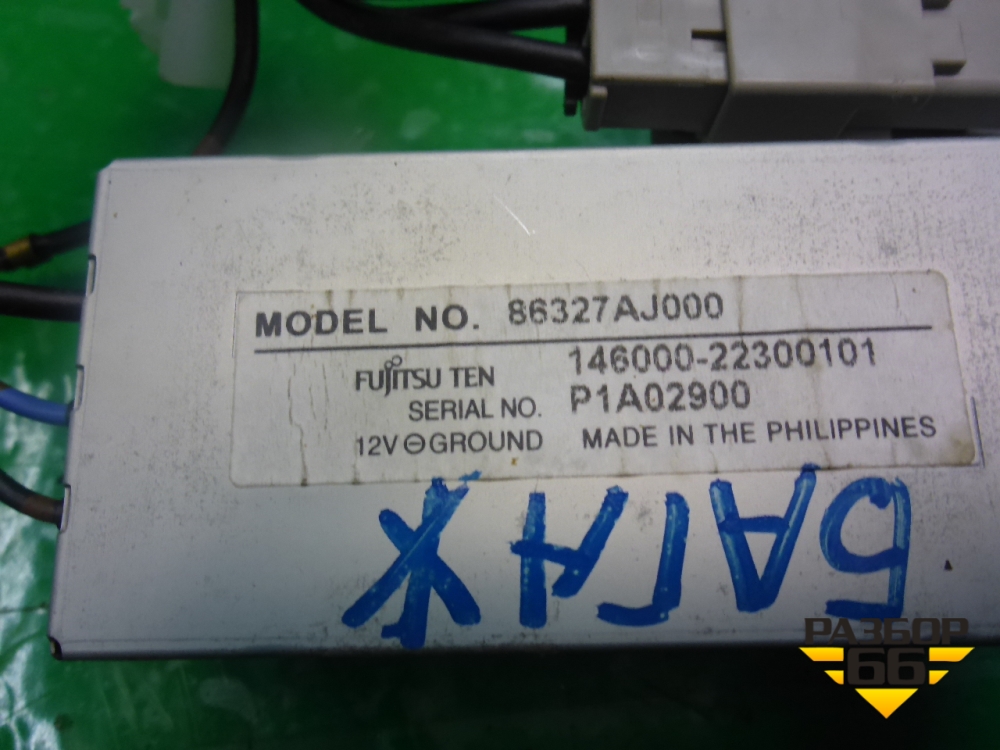 MODEL NO. 86327AJ000
FUJITSU TEN 146000-22300101
SERIAL NO. P1A02900
12V⊖GROUND MADE IN THE PHILIPPINES
БАГАЖ
РАЗБОР
66